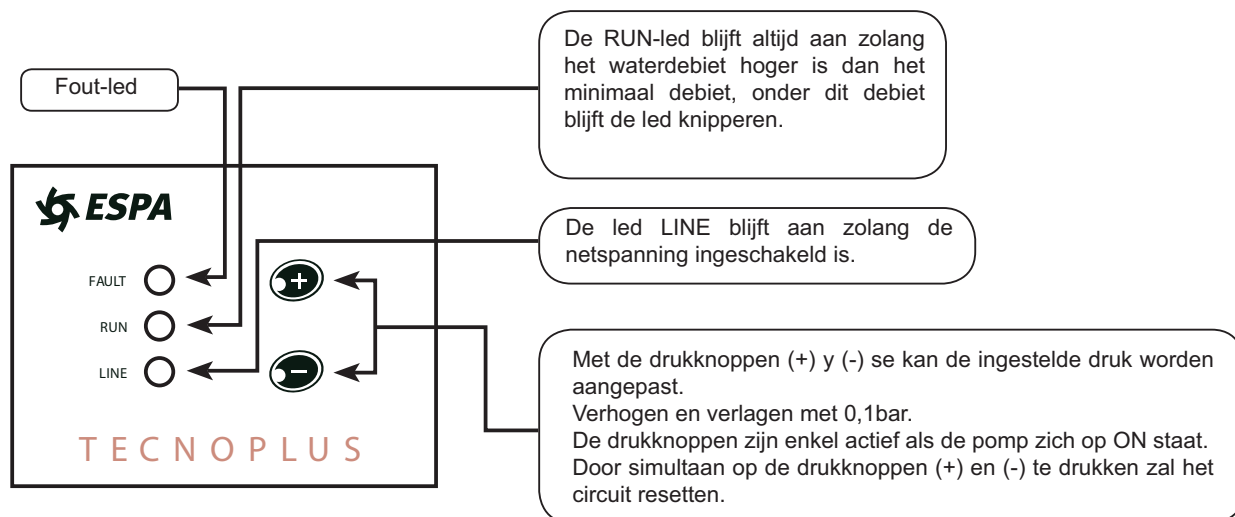 De RUN-led blijft altijd aan zolang
het waterdebiet hoger is dan het
minimaal debiet, onder dit debiet
blijft de led knipperen.
Fout-led
ESPA
De led LINE blijft aan zolang de
netspanning ingeschakeld is.
FAULT
+
RUN
LINE
-
Met de drukknoppen (+) y (-) se kan de ingestelde druk worden
aangepast.
Verhogen en verlagen met 0,1bar.
De drukknoppen zijn enkel actief als de pomp zich op ON staat.
Door simultaan op de drukknoppen (+) en (-) te drukken zal het
circuit resetten.
TECNOPLUS